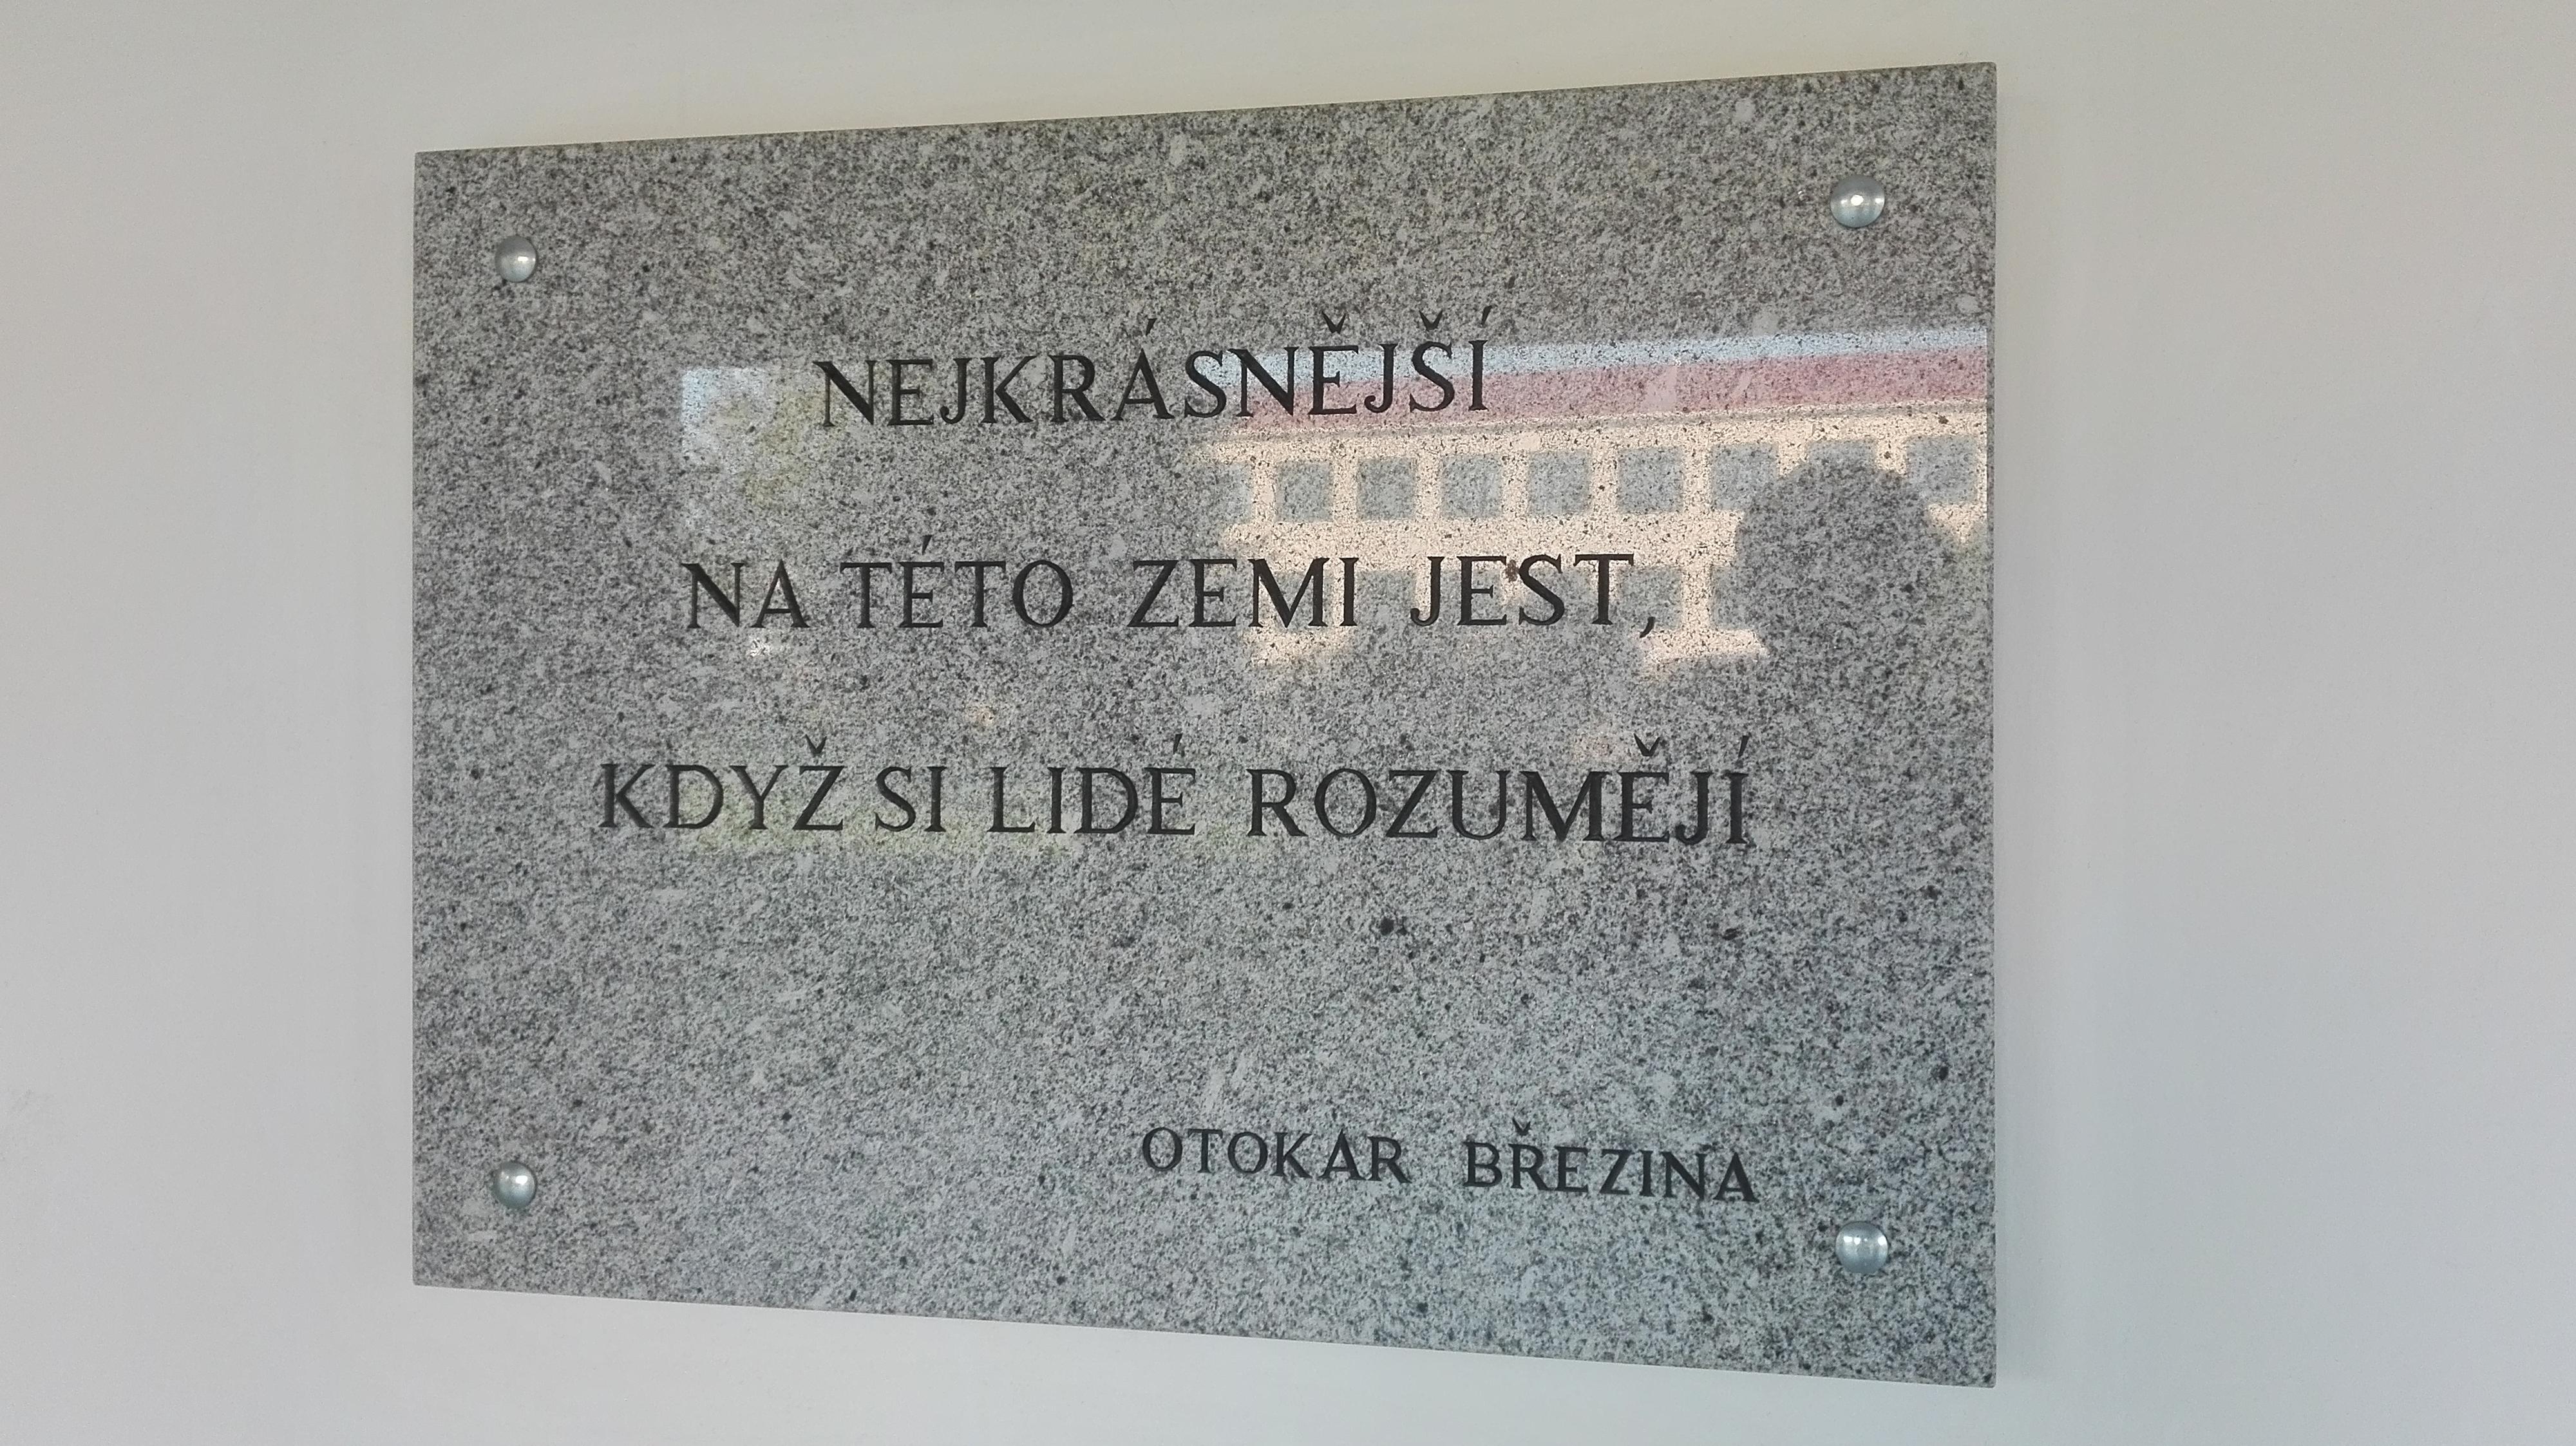 NEJKRÁSNĚJŠÍ
NA TÉTO ZEMI JEST,
KDYŽ SI LIDÉ ROZUMĚJÍ
OTOKAR BŘEZINA